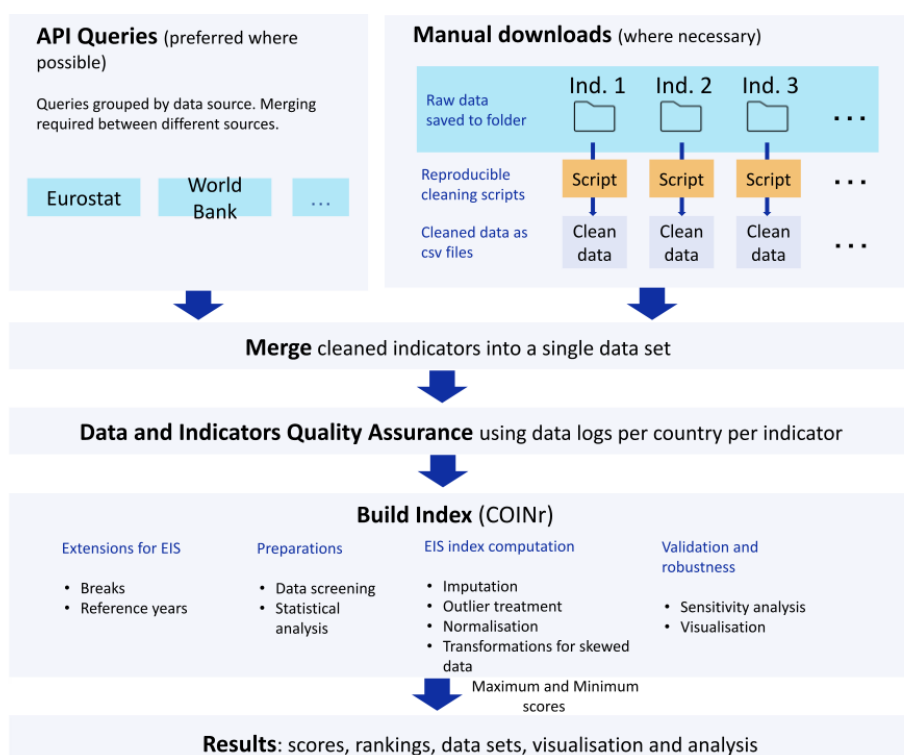 API Queries (preferred where
possible)
Queries grouped by data source. Merging
required between different sources.
Eurostat
World
Bank
...
Manual downloads (where necessary)
Raw data
saved to folder
Ind. 1
Ind. 2
Ind. 3
...
Reproducible
cleaning scripts
Script
Script
Script
...
Cleaned data as
csv files
Clean
data
Clean
data
Clean
data
...
Merge cleaned indicators into a single data set
Data and Indicators Quality Assurance using data logs per country per indicator
Build Index (COINr)
Extensions for EIS
• Breaks
• Reference years
Preparations
• Data screening
• Statistical
analysis
EIS index computation
• Imputation
• Outlier treatment
• Normalisation
• Transformations for skewed
data
Validation and
robustness
• Sensitivity analysis
• Visualisation
Maximum and Minimum
scores
Results: scores, rankings, data sets, visualisation and analysis